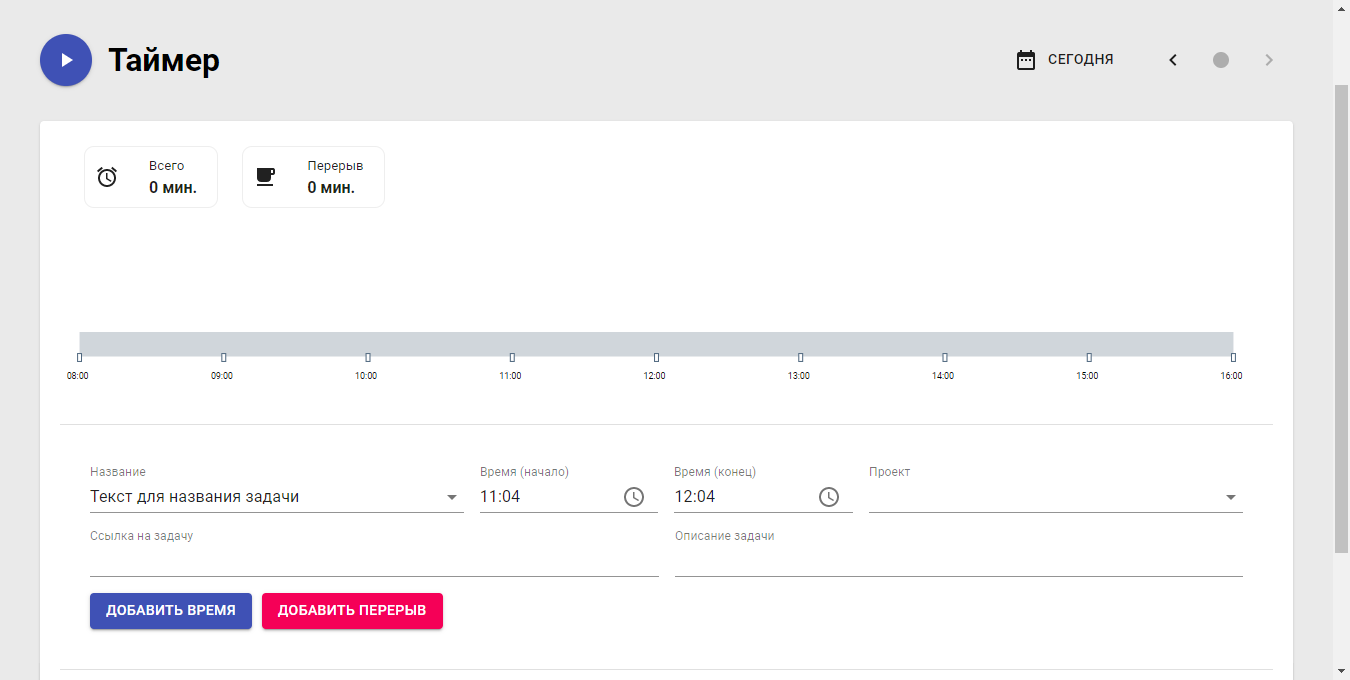 Таймер
СЕГОДНЯ
Всего
0 мин.
Перерыв
0 мин.
08:00 09:00 10:00 11:00 12:00 13:00 14:00 15:00 16:00
Название Время (начало) Время (конец) Проект
Текст для названия задачи 11:04 12:04
Ссылка на задачу Описание задачи
ДОБАВИТЬ ВРЕМЯ ДОБАВИТЬ ПЕРЕРЫВ